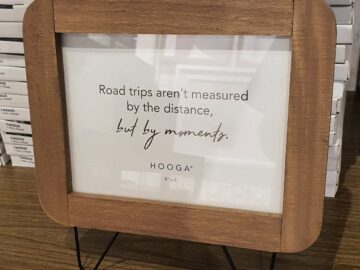 Road trips aren't measured
by the distance,
but by moments.
HOOGA®